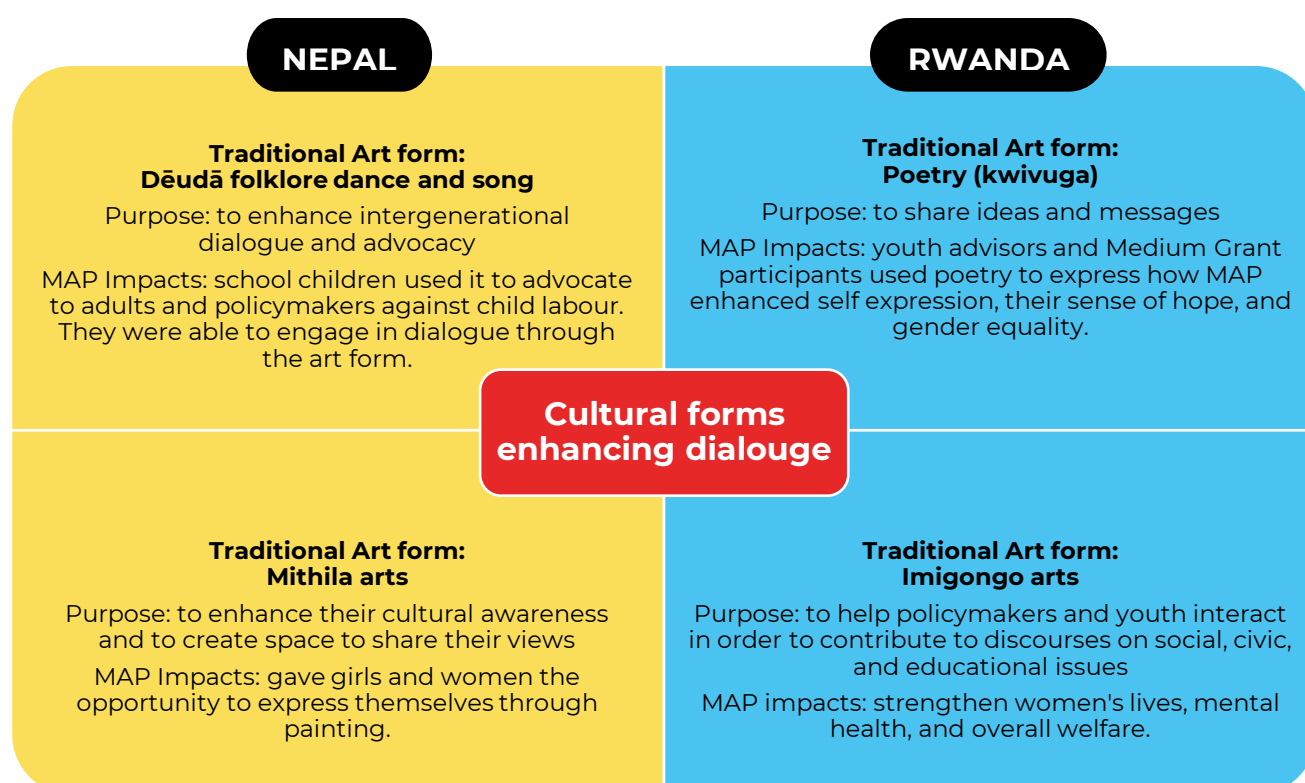 NEPAL
Traditional Art form:
Dēudā folklore dance and song
Purpose: to enhance intergenerational
dialogue and advocacy
MAP Impacts: school children used it to advocate
to adults and policymakers against child labour.
They were able to engage in dialogue through
the art form.
RWANDA
Traditional Art form:
Poetry (kwivuga)
Purpose: to share ideas and messages
MAP Impacts: youth advisors and Medium Grant
participants used poetry to express how MAP
enhanced self expression, their sense of hope, and
gender equality.
Cultural forms
enhancing dialouge
Traditional Art form:
Mithila arts
Purpose: to enhance their cultural awareness
and to create space to share their views
MAP Impacts: gave girls and women the
opportunity to express themselves through
painting.
Traditional Art form:
Imigongo arts
Purpose: to help policymakers and youth interact
in order to contribute to discourses on social, civic,
and educational issues
MAP impacts: strengthen women's lives, mental
health, and overall welfare.